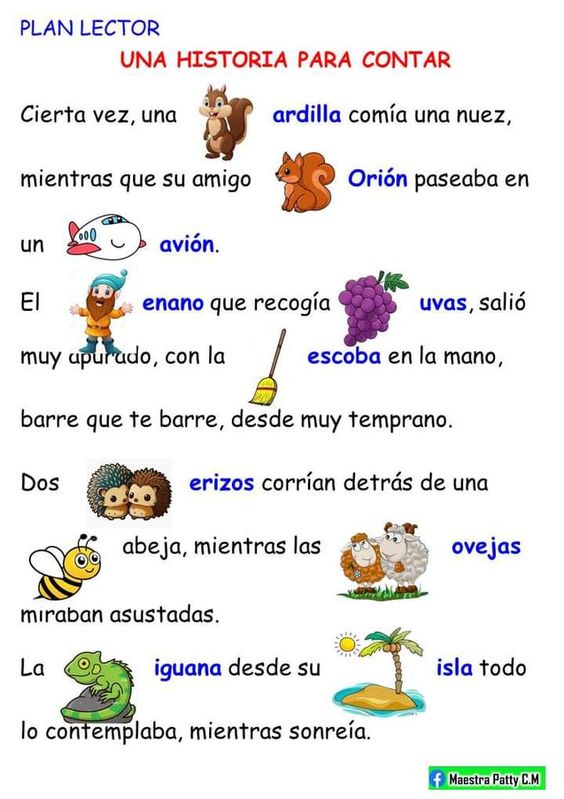 PLAN LECTOR
UNA HISTORIA PARA CONTAR
Cierta vez, una ardilla comía una nuez,
mientras que su amigo Orión paseaba en
un avión.
El enano que recogía uvas, salió
muy apurado, con la escoba en la mano,
barre que te barre, desde muy temprano.
Dos erizos corrían detrás de una
abeja, mientras las ovejas
miraban asustadas.
La iguana desde su isla todo
lo contemplaba, mientras sonreía.
f Maestra Patty C.M